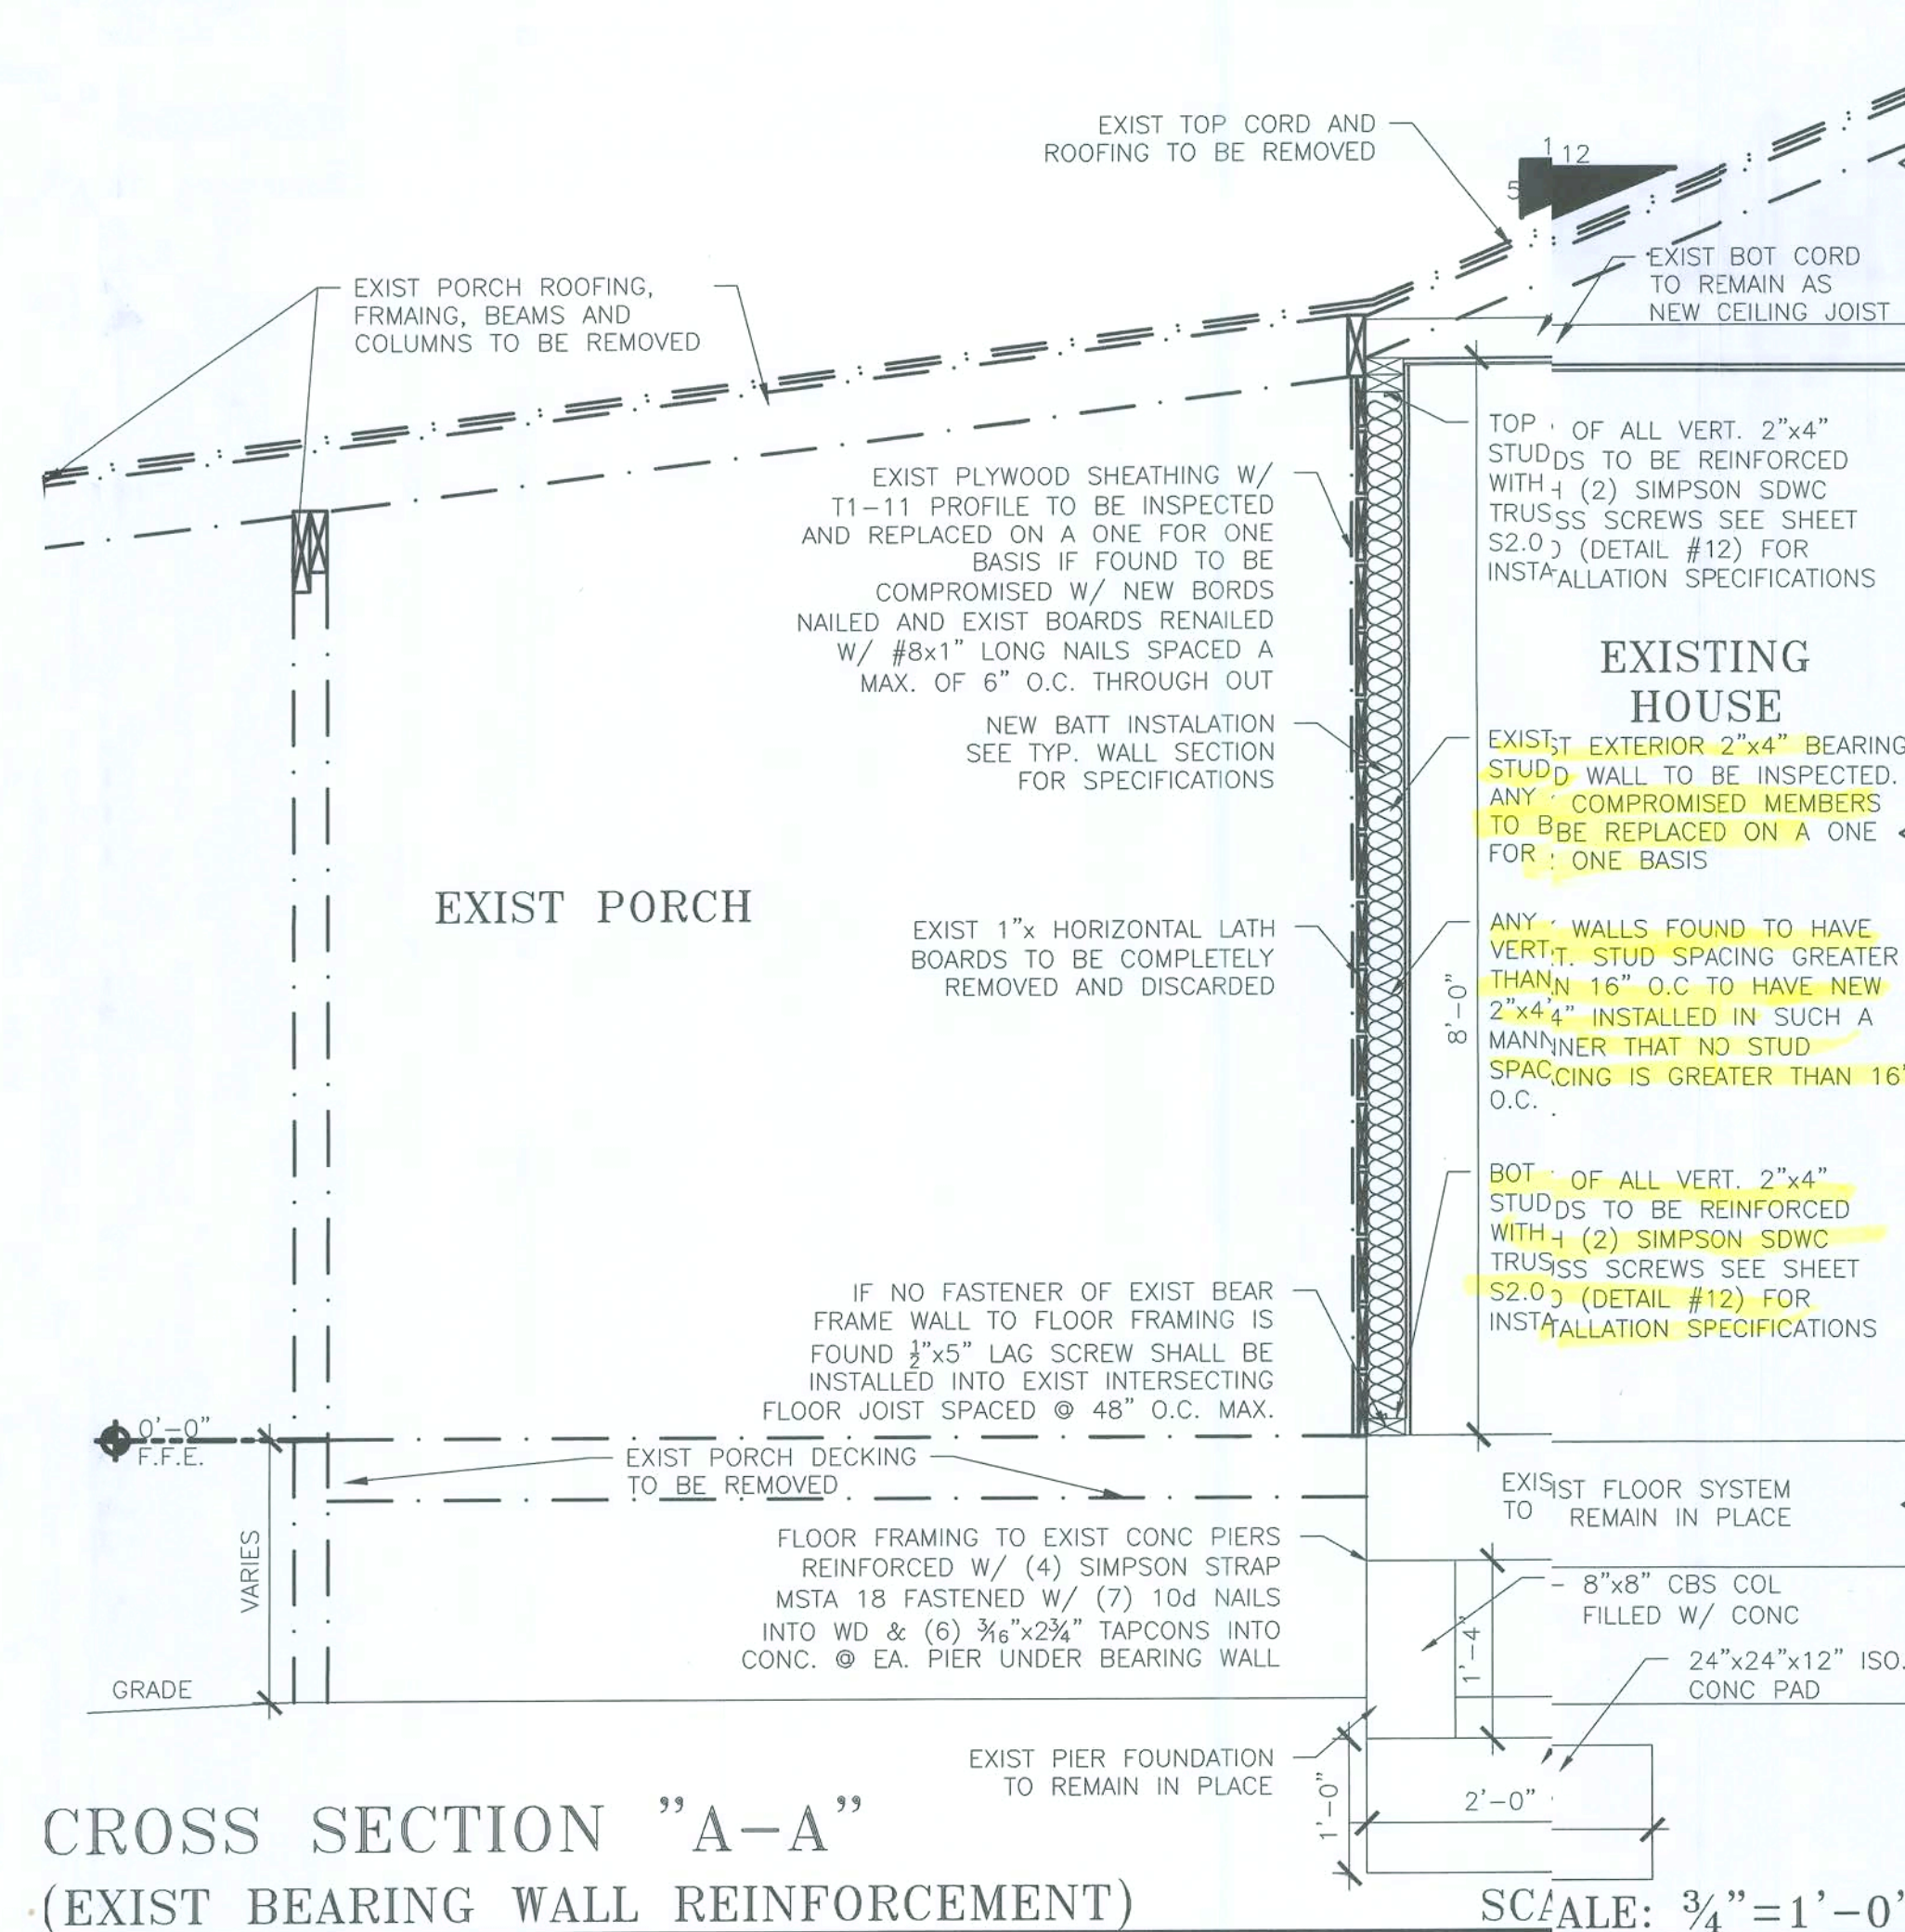 EXIST TOP CORD AND
ROOFING TO BE REMOVED
12
5
EXIST BOT CORD
TO REMAIN AS
NEW CEILING JOIST
EXIST PORCH ROOFING,
FRMAING, BEAMS AND
COLUMNS TO BE REMOVED
TOP OF ALL VERT. 2"x4"
STUDS TO BE REINFORCED
WITH (2) SIMPSON SDWC
TRUSS SCREWS SEE SHEET
S2.0 (DETAIL #12) FOR
INSTALLATION SPECIFICATIONS
EXIST PLYWOOD SHEATHING W/
T1-11 PROFILE TO BE INSPECTED
AND REPLACED ON A ONE FOR ONE
BASIS IF FOUND TO BE
COMPROMISED W/ NEW BORDS
NAILED AND EXIST BOARDS RENAILED
W/ #8x1" LONG NAILS SPACED A
MAX. OF 6" O.C. THROUGH OUT
EXISTING
HOUSE
NEW BATT INSTALATION
SEE TYP. WALL SECTION
FOR SPECIFICATIONS
EXIST EXTERIOR 2"x4" BEARING
STUD WALL TO BE INSPECTED.
ANY COMPROMISED MEMBERS
TO BE REPLACED ON A ONE
FOR ONE BASIS
EXIST PORCH
EXIST 1"x HORIZONTAL LATH
BOARDS TO BE COMPLETELY
REMOVED AND DISCARDED
8'-0"
ANY WALLS FOUND TO HAVE
VERT. STUD SPACING GREATER
THAN 16" O.C TO HAVE NEW
2"x4" INSTALLED IN SUCH A
MANNER THAT NO STUD
SPACING IS GREATER THAN 16"
O.C.
BOT OF ALL VERT. 2"x4"
STUDS TO BE REINFORCED
WITH (2) SIMPSON SDWC
TRUSS SCREWS SEE SHEET
S2.0 (DETAIL #12) FOR
INSTALLATION SPECIFICATIONS
IF NO FASTENER OF EXIST BEAR
FRAME WALL TO FLOOR FRAMING IS
FOUND ½"x5" LAG SCREW SHALL BE
INSTALLED INTO EXIST INTERSECTING
FLOOR JOIST SPACED @ 48" O.C. MAX.
0'-0"
F.F.E.
EXIST PORCH DECKING
TO BE REMOVED
EXIST FLOOR SYSTEM
TO REMAIN IN PLACE
VARIES
FLOOR FRAMING TO EXIST CONC PIERS
REINFORCED W/ (4) SIMPSON STRAP
MSTA 18 FASTENED W/ (7) 10d NAILS
INTO WD & (6) 3/16"x2¾" TAPCONS INTO
CONC. @ EA. PIER UNDER BEARING WALL
8"x8" CBS COL
FILLED W/ CONC
1'-4"
24"x24"x12" ISO.
CONC PAD
GRADE
EXIST PIER FOUNDATION
TO REMAIN IN PLACE
1'-0"
2'-0"
CROSS SECTION "A-A"
(EXIST BEARING WALL REINFORCEMENT)
SCALE: ¾"=1'-0"